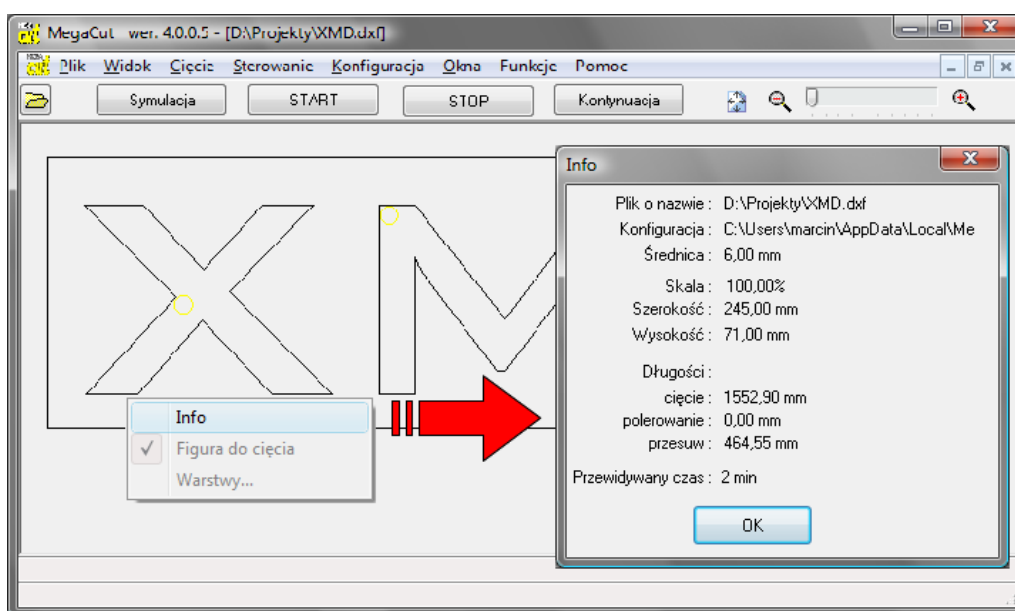 MegaCut wer. 4.0.0.5 - [D:\Projekty\XMD.dxf]
Plik Widok Cięcie Sterowanie Konfiguracja Okna Funkcje Pomoc
Symulacja START STOP Kontynuacja
Info
Plik o nazwie : D:\Projekty\XMD.dxf
Konfiguracja : C:\Users\marcin\AppData\Local\Me
Średnica : 6,00 mm
Skala : 100,00%
Szerokość : 245,00 mm
Wysokość : 71,00 mm
Długości :
cięcie : 1552,90 mm
polerowanie : 0,00 mm
przesuw : 464,55 mm
Przewidywany czas : 2 min
OK
XM
Info
Figura do cięcia
Warstwy...